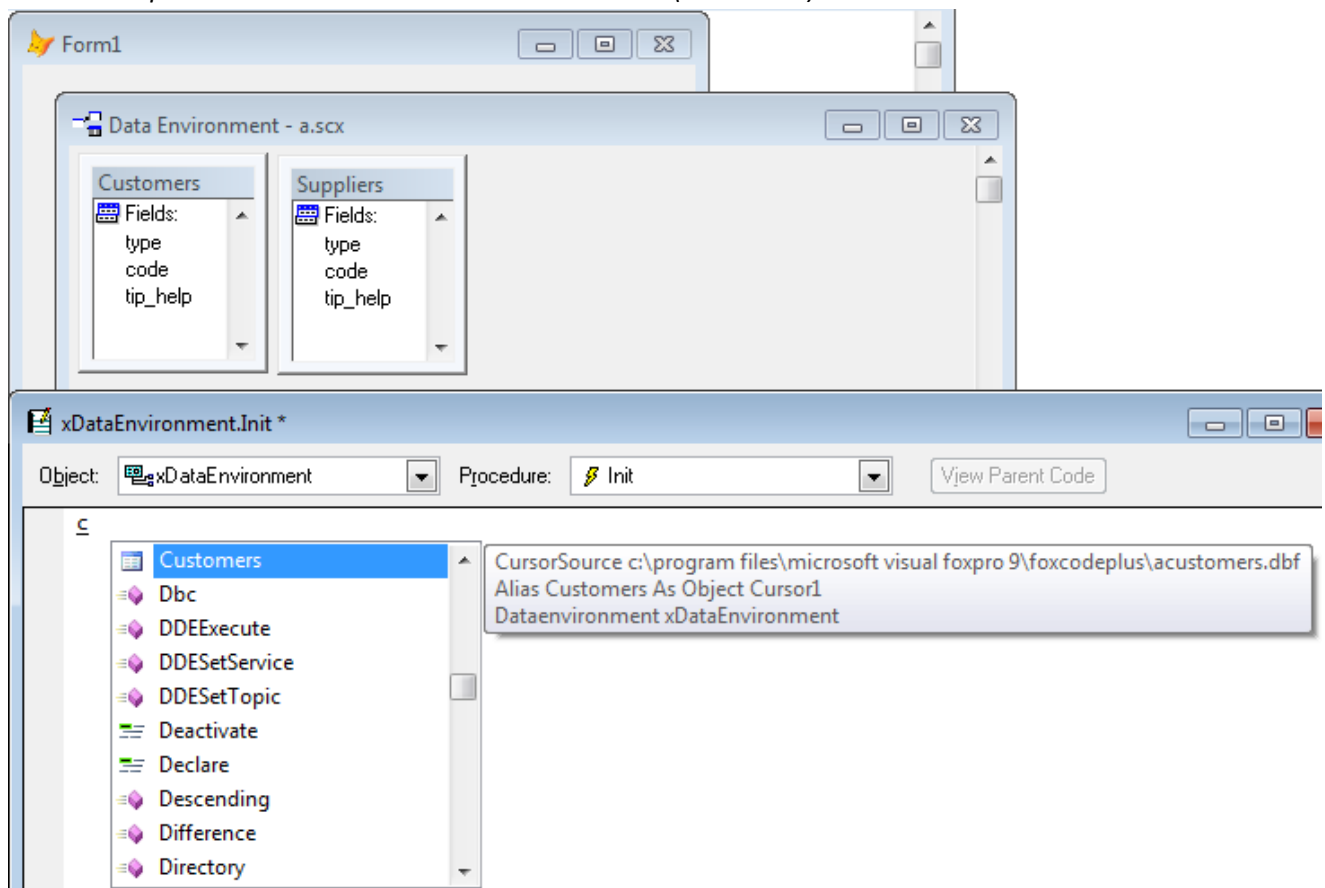 Form1
Data Environment - a.scx
Customers
Fields:
type
code
tip_help
Suppliers
Fields:
type
code
tip_help
xDataEnvironment.Init *
Object: xDataEnvironment Procedure: Init View Parent Code
c
Customers
Dbc
DDEExecute
DDESetService
DDESetTopic
Deactivate
Declare
Descending
Difference
Directory
CursorSource c:\program files\microsoft visual foxpro 9\foxcodeplus\acustomers.dbf
Alias Customers As Object Cursor1
Dataenvironment xDataEnvironment